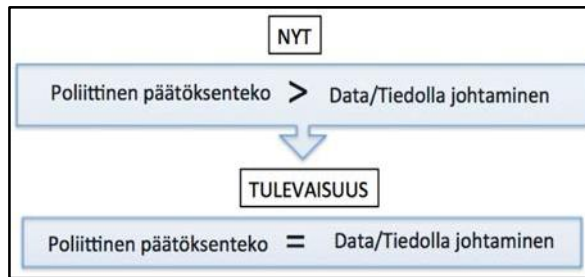 NYT
Poliittinen päätöksenteko > Data/Tiedolla johtaminen
TULEVAISUUS
Poliittinen päätöksenteko = Data/Tiedolla johtaminen